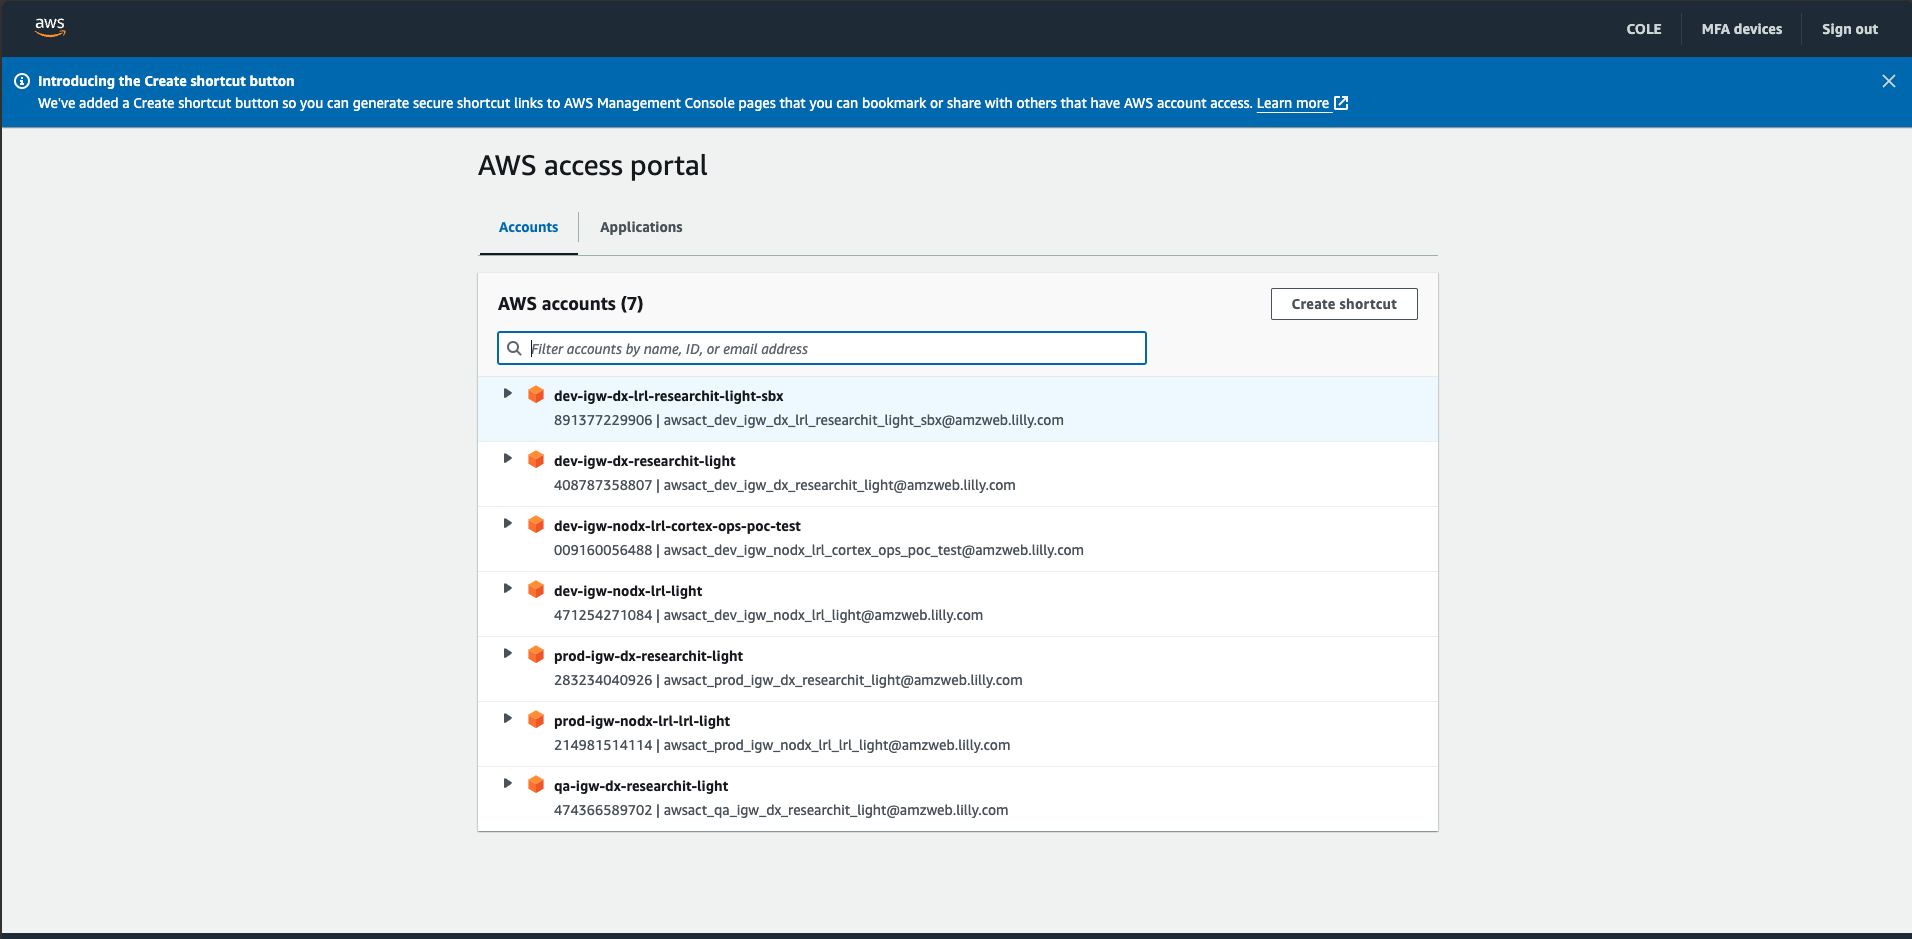 aws
COLE
MFA devices
Sign out
Introducing the Create shortcut button
We've added a Create shortcut button so you can generate secure shortcut links to AWS Management Console pages that you can bookmark or share with others that have AWS account access. Learn more
AWS access portal
Accounts
Applications
AWS accounts (7)
Create shortcut
Filter accounts by name, ID, or email address
dev-igw-dx-lrl-researchit-light-sbx
891377229906 | awsact_dev_igw_dx_lrl_researchit_light_sbx@amzweb.lilly.com
dev-igw-dx-researchit-light
408787358807 | awsact_dev_igw_dx_researchit_light@amzweb.lilly.com
dev-igw-nodx-lrl-cortex-ops-poc-test
009160056488 | awsact_dev_igw_nodx_lrl_cortex_ops_poc_test@amzweb.lilly.com
dev-igw-nodx-lrl-light
471254271084 | awsact_dev_igw_nodx_lrl_light@amzweb.lilly.com
prod-igw-dx-researchit-light
283234040926 | awsact_prod_igw_dx_researchit_light@amzweb.lilly.com
prod-igw-nodx-lrl-lrl-light
214981514114 | awsact_prod_igw_nodx_lrl_lrl_light@amzweb.lilly.com
qa-igw-dx-researchit-light
474366589702 | awsact_qa_igw_dx_researchit_light@amzweb.lilly.com